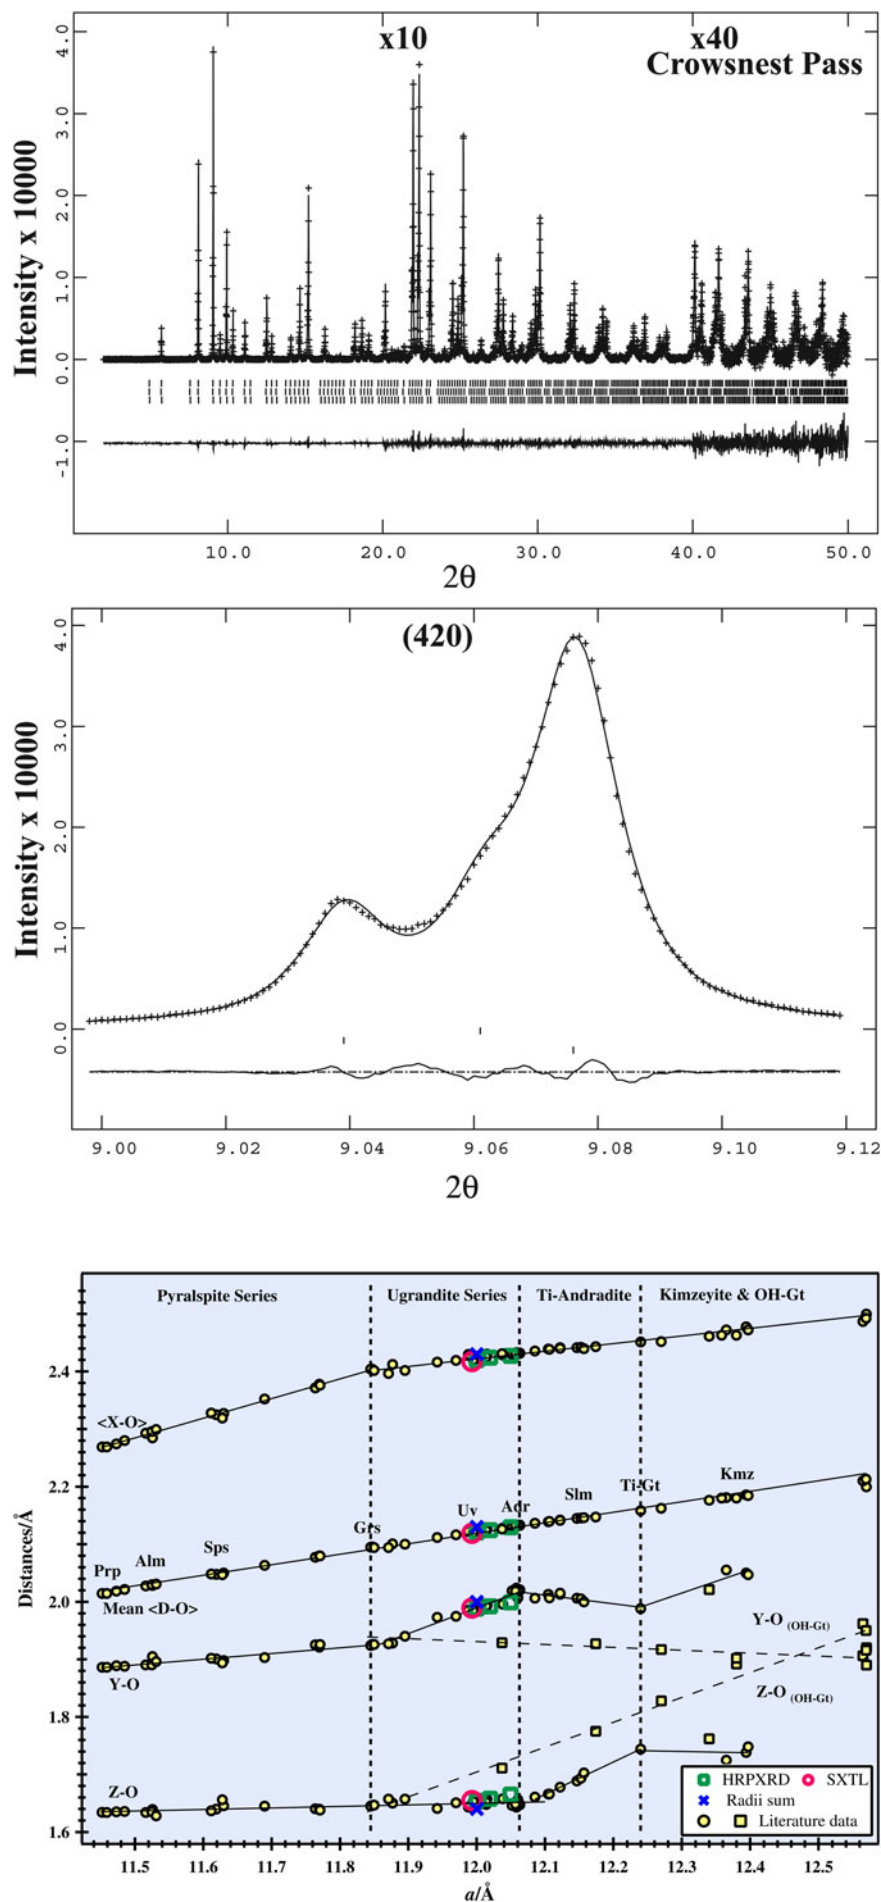 x10 x40
Crowsnest Pass
Intensity x 10000
4.0
3.0
2.0
1.0
0.0
-1.0
10.0 20.0 30.0 40.0 50.0
2θ
(420)
Intensity x 10000
4.0
3.0
2.0
1.0
0.0
9.00 9.02 9.04 9.06 9.08 9.10 9.12
2θ
Pyralspite Series Ugrandite Series Ti-Andradite Kimzeyite & OH-Gt
Distances/Å
2.4
2.2
2.0
1.8
1.6
<X-O>
Prp Alm Sps Grs Uv Adr Slm Ti-Gt Kmz
Mean <D-O>
Y-O
Y-O (OH-Gt)
Z-O (OH-Gt)
Z-O
HRPXRD SXTL
Radii sum
Literature data
11.5 11.6 11.7 11.8 11.9 12.0 12.1 12.2 12.3 12.4 12.5
a/Å